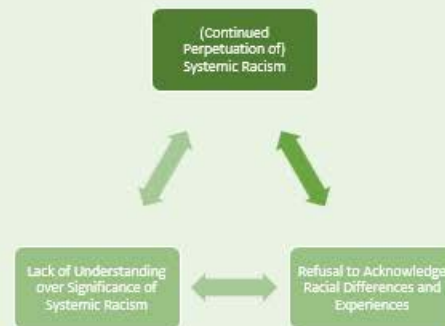 (Continued
Perpetuation of)
Systemic Racism
Lack of Understanding
over Significance of
Systemic Racism
Refusal to Acknowledge
Racial Differences and
Experiences